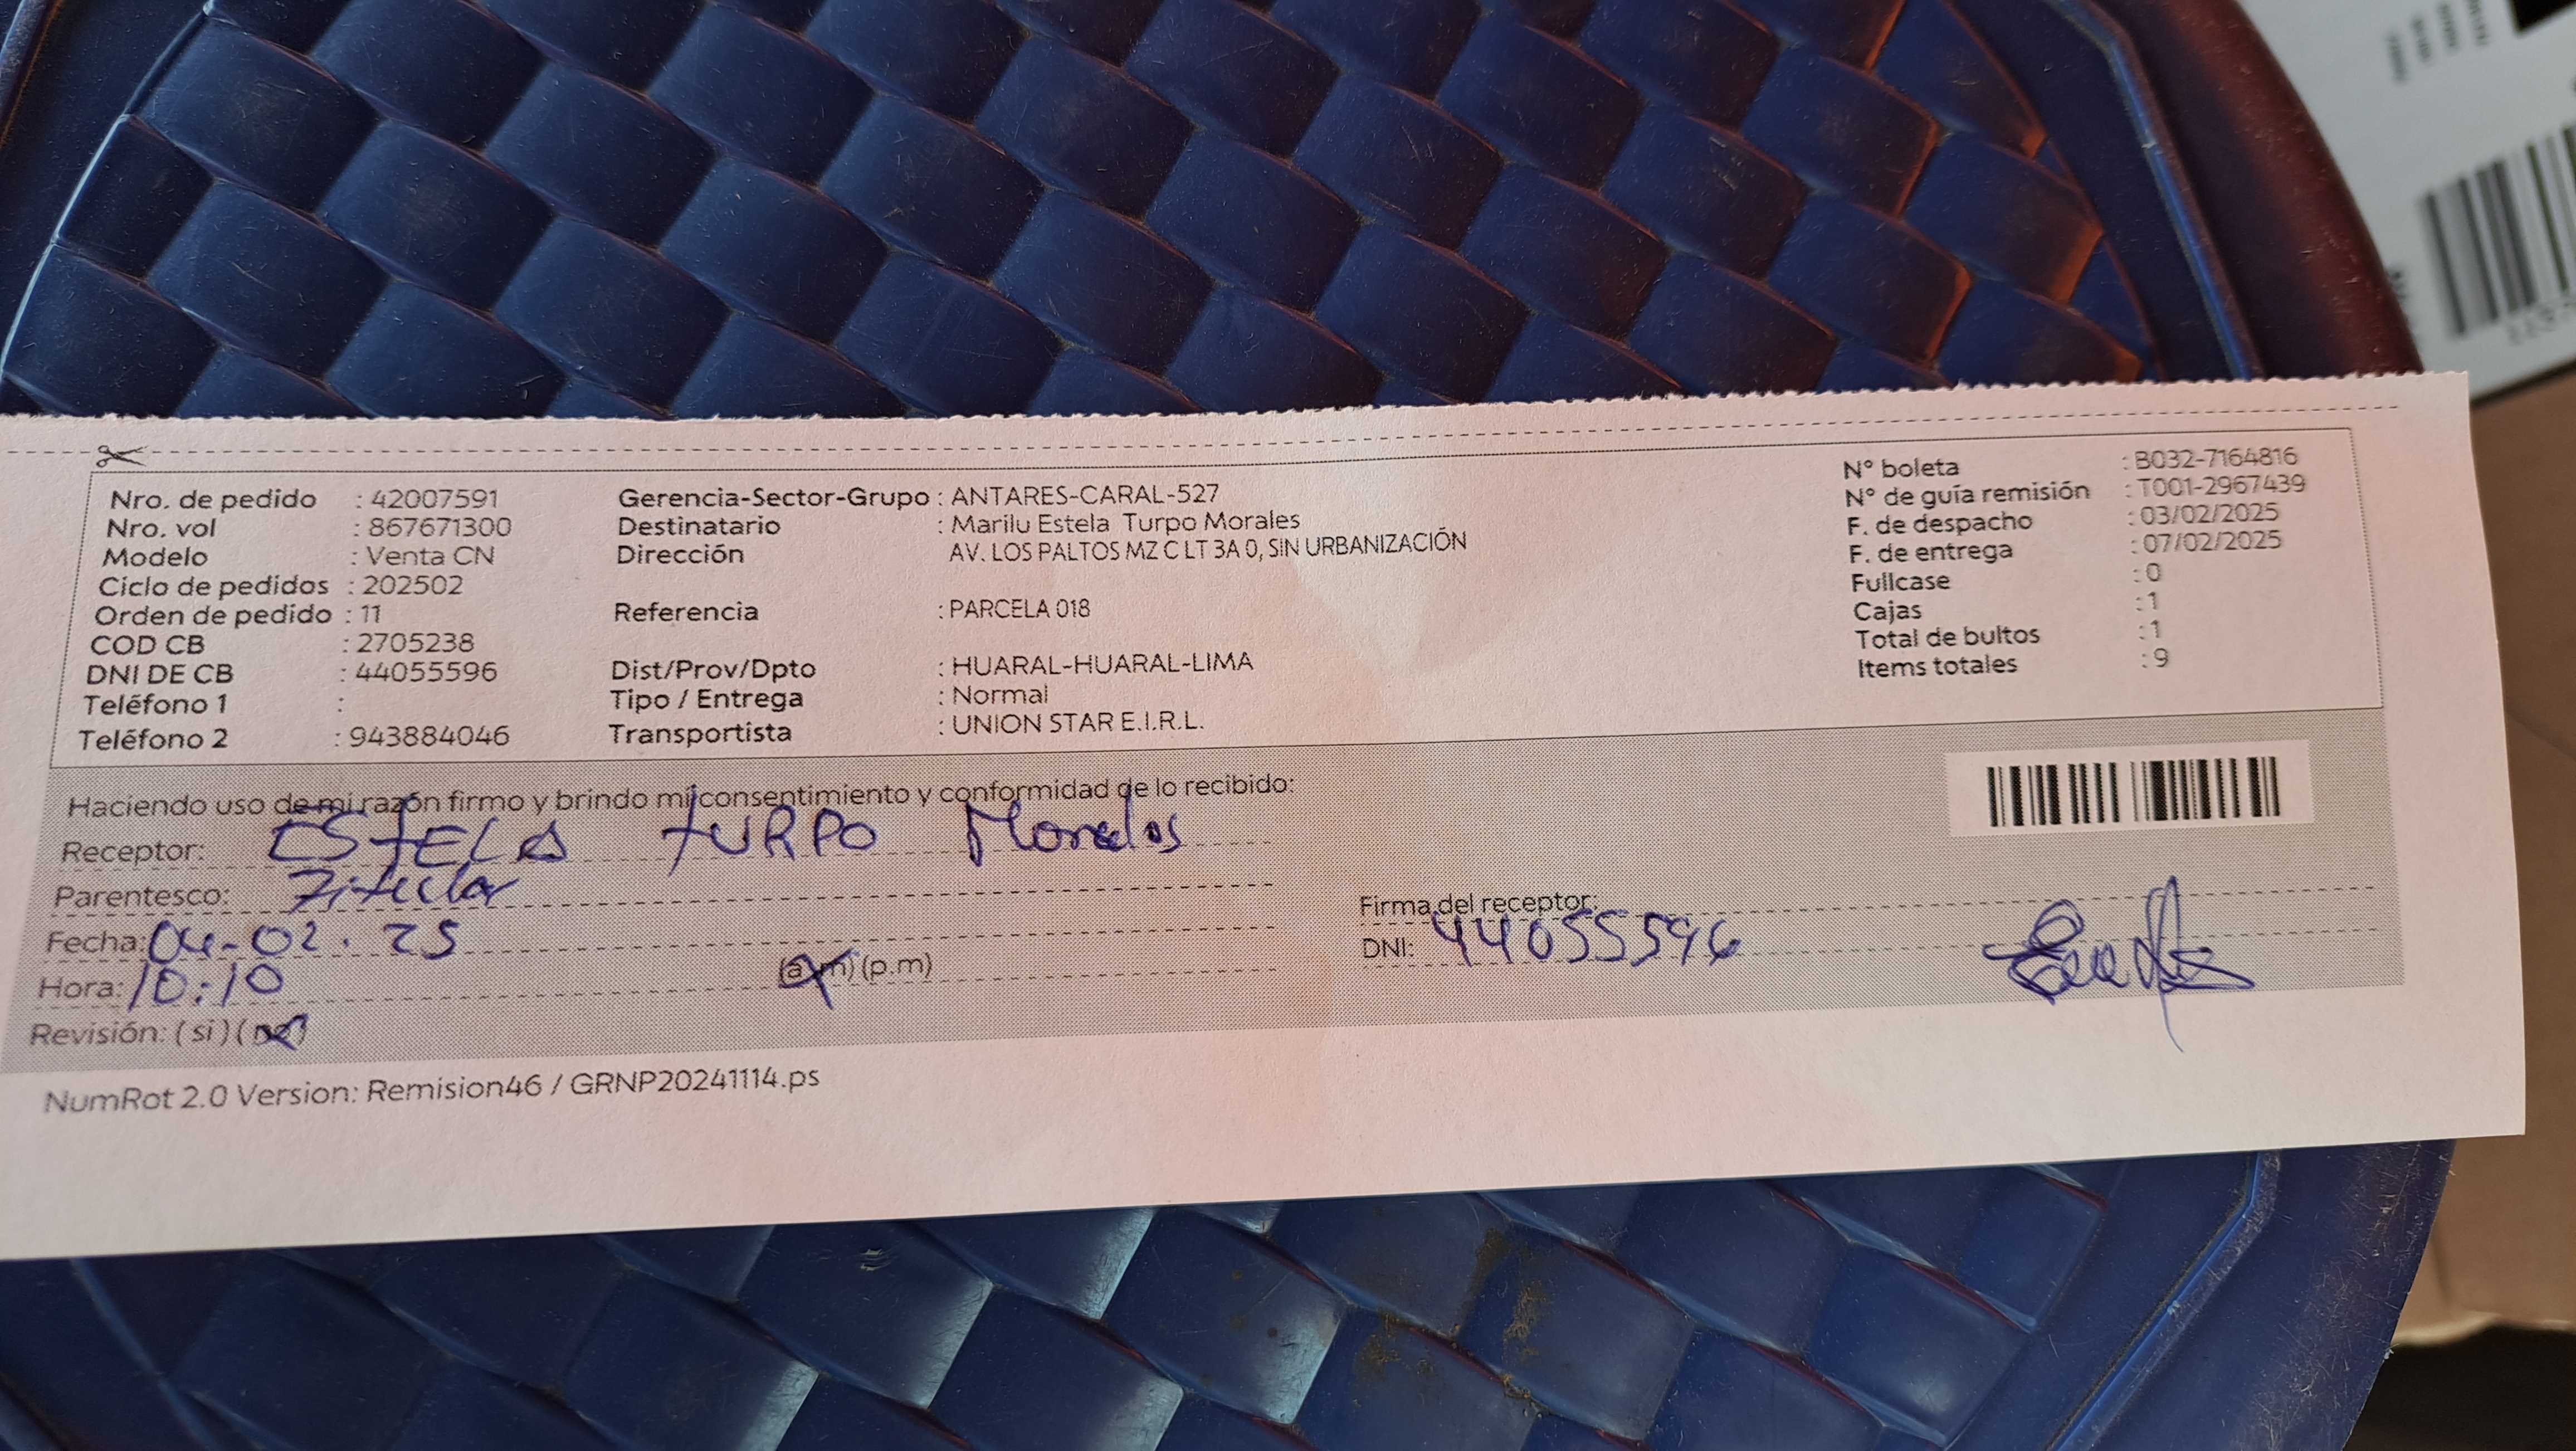 Nro. de pedido : 42007591
Nro. vol : 867671300
Modelo : Venta CN
Ciclo de pedidos : 202502
Orden de pedido : 11
COD CB : 2705238
DNI DE CB : 44055596
Teléfono 1 :
Teléfono 2 : 943884046
Gerencia-Sector-Grupo : ANTARES-CARAL-527
Destinatario : Marilu Estela Turpo Morales
Dirección AV. LOS PALTOS MZ C LT 3A 0, SIN URBANIZACIÓN
Referencia : PARCELA 018
Dist/Prov/Dpto : HUARAL-HUARAL-LIMA
Tipo / Entrega : Normal
Transportista : UNION STAR E.I.R.L.
N° boleta : B032-7164816
N° de guía remisión : T001-2967439
F. de despacho : 03/02/2025
F. de entrega : 07/02/2025
Fullcase : 0
Cajas : 1
Total de bultos : 1
Items totales : 9
Haciendo uso de mi razón firmo y brindo mi consentimiento y conformidad de lo recibido:
Receptor: ESTELA TURPO Morales
Parentesco: Titular
Fecha: 04-02.25
Hora: 10:10 (a.m) (p.m)
Revisión: (si) (no)
Firma del receptor:
DNI: 44055596
NumRot 2.0 Version: Remision46 / GRNP20241114.ps